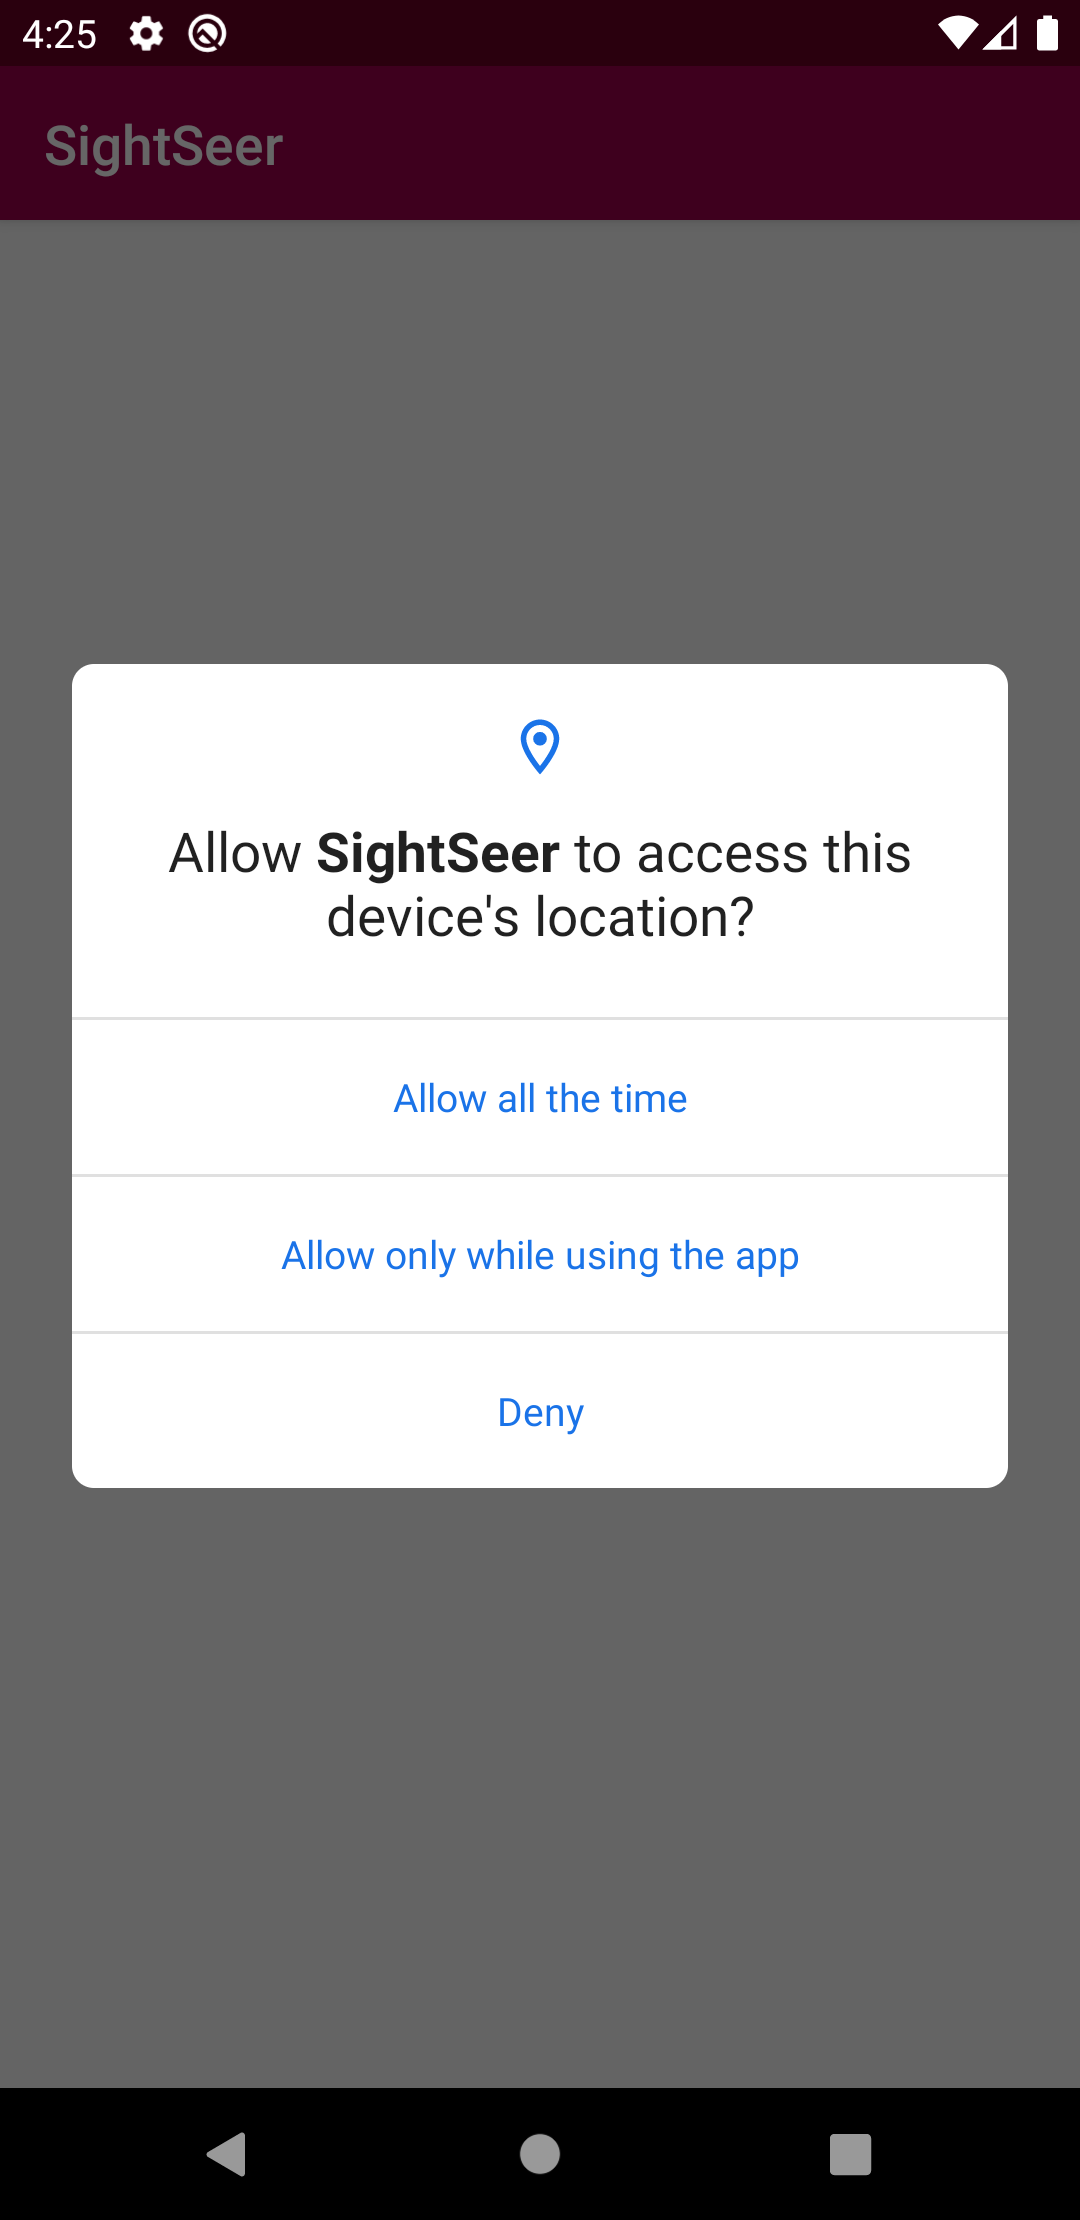 4:25
SightSeer
Allow SightSeer to access this
device's location?
Allow all the time
Allow only while using the app
Deny